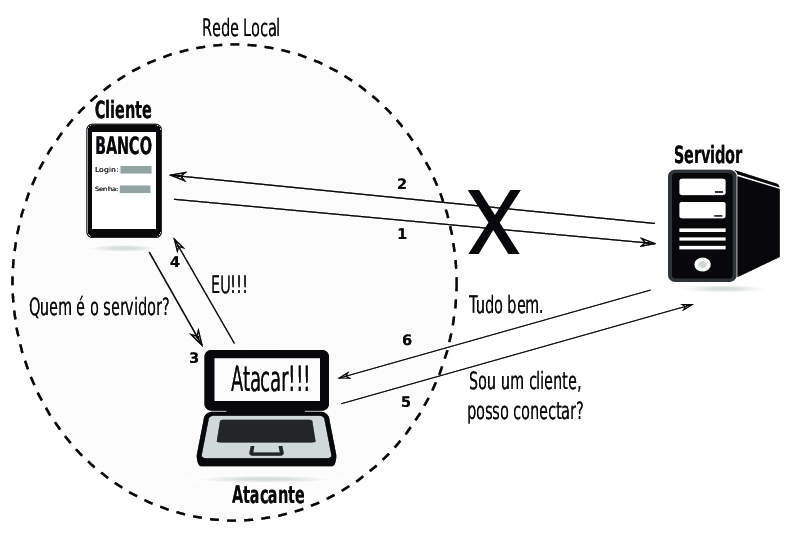 Rede Local
Cliente
BANCO
Login:
Senha:
Servidor
2
1
X
4
EU!!!
Quem é o servidor?
3
Tudo bem.
6
Atacar!!!
5
Sou um cliente,
posso conectar?
Atacante